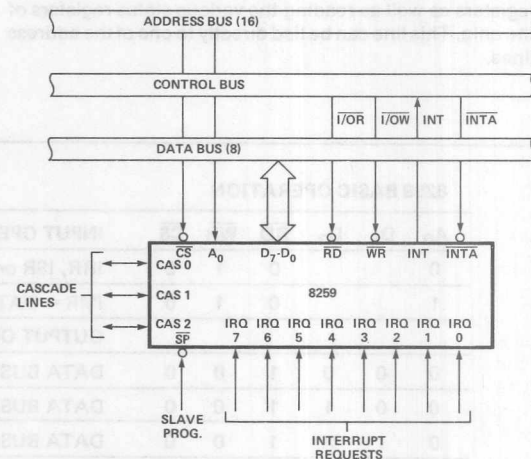 ADDRESS BUS (16)
CONTROL BUS
I/OR I/OW INT INTA
DATA BUS (8)
CS A0 D7-D0 RD WR INT INTA
CAS 0
CASCADE LINES
CAS 1
8259
CAS 2
SP
IRQ 7 IRQ 6 IRQ 5 IRQ 4 IRQ 3 IRQ 2 IRQ 1 IRQ 0
SLAVE PROG.
INTERRUPT REQUESTS